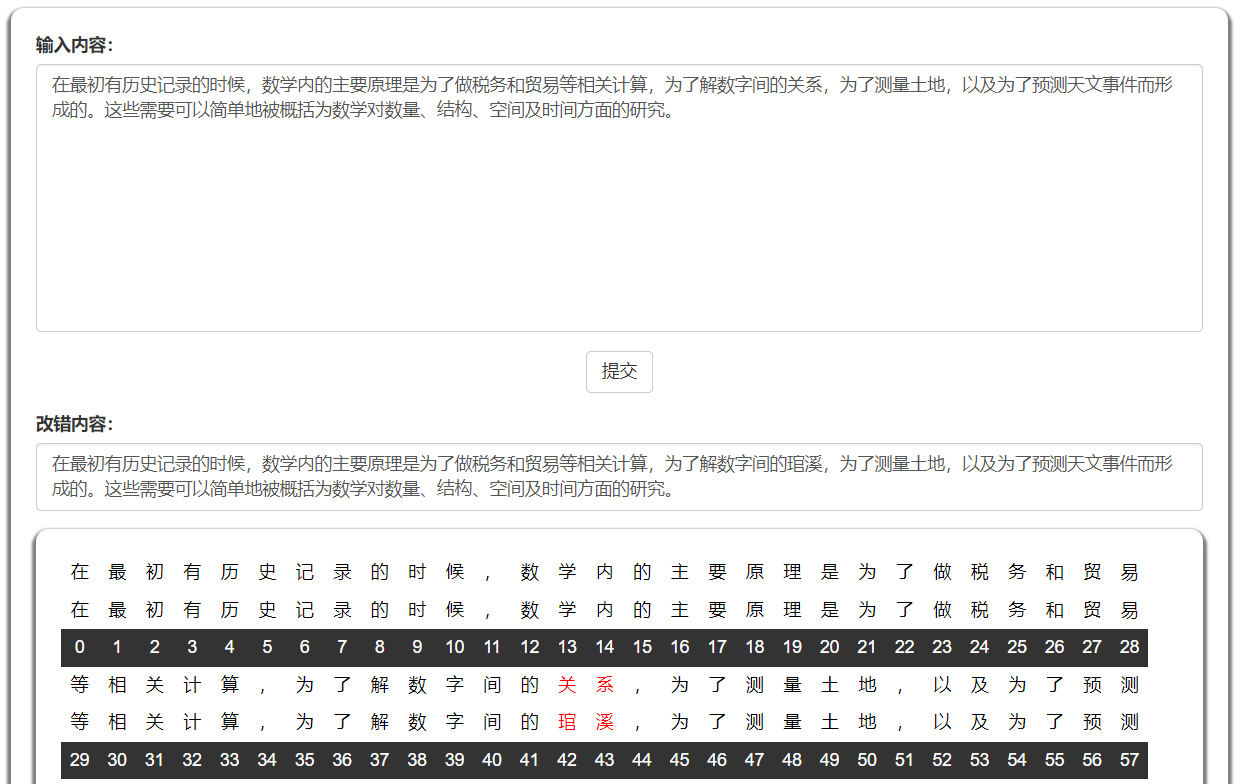 输入内容：
在最初有历史记录的时候，数学内的主要原理是为了做税务和贸易等相关计算，为了解数字间的关系，为了测量土地，以及为了预测天文事件而形
成的。这些需要可以简单地被概括为数学对数量、结构、空间及时间方面的研究。
提交
改错内容：
在最初有历史记录的时候，数学内的主要原理是为了做税务和贸易等相关计算，为了解数字间的琯溪，为了测量土地，以及为了预测天文事件而形
成的。这些需要可以简单地被概括为数学对数量、结构、空间及时间方面的研究。
在 最 初 有 历 史 记 录 的 时 候 ， 数 学 内 的 主 要 原 理 是 为 了 做 税 务 和 贸 易
在 最 初 有 历 史 记 录 的 时 候 ， 数 学 内 的 主 要 原 理 是 为 了 做 税 务 和 贸 易
0 1 2 3 4 5 6 7 8 9 10 11 12 13 14 15 16 17 18 19 20 21 22 23 24 25 26 27 28
等 相 关 计 算 ， 为 了 解 数 字 间 的 关 系 ， 为 了 测 量 土 地 ， 以 及 为 了 预 测
等 相 关 计 算 ， 为 了 解 数 字 间 的 琯 溪 ， 为 了 测 量 土 地 ， 以 及 为 了 预 测
29 30 31 32 33 34 35 36 37 38 39 40 41 42 43 44 45 46 47 48 49 50 51 52 53 54 55 56 57